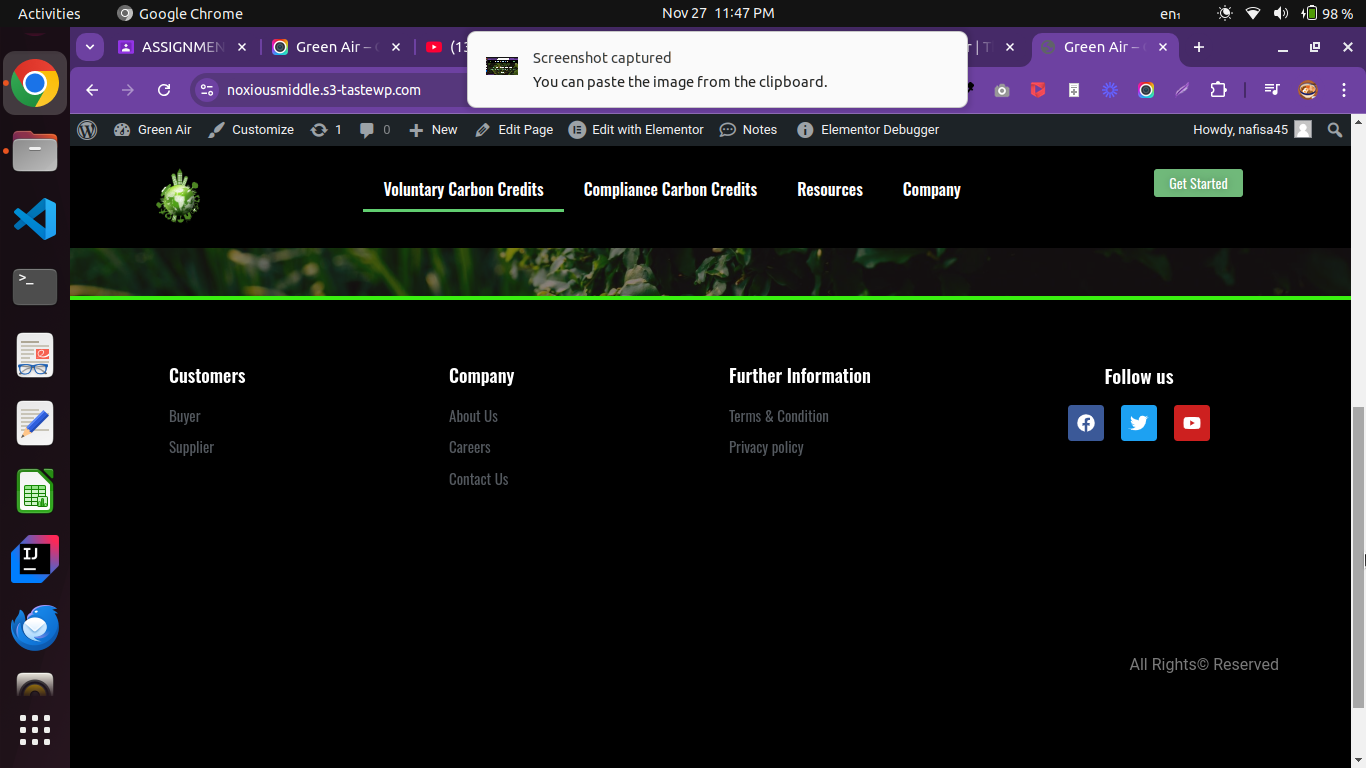 Activities Google Chrome Nov 27 11:47 PM en₁ 98 %
ASSIGNMEN Green Air – Green Air –
Screenshot captured
You can paste the image from the clipboard.
noxiousmiddle.s3-tastewp.com
Green Air Customize 1 0 New Edit Page Edit with Elementor Notes Elementor Debugger Howdy, nafisa45
Voluntary Carbon Credits Compliance Carbon Credits Resources Company Get Started
Customers Company Further Information Follow us
Buyer About Us Terms & Condition
Supplier Careers Privacy policy
Contact Us
IJ
All Rights© Reserved